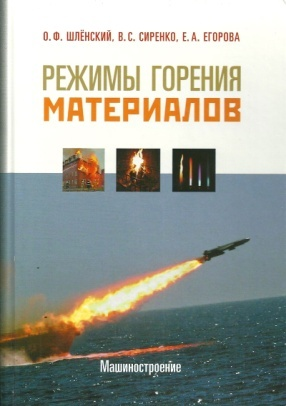 О. Ф. ШЛЁНСКИЙ, В. С. СИРЕНКО, Е. А. ЕГОРОВА
РЕЖИМЫ ГОРЕНИЯ
МАТЕРИАЛОВ
Машиностроение